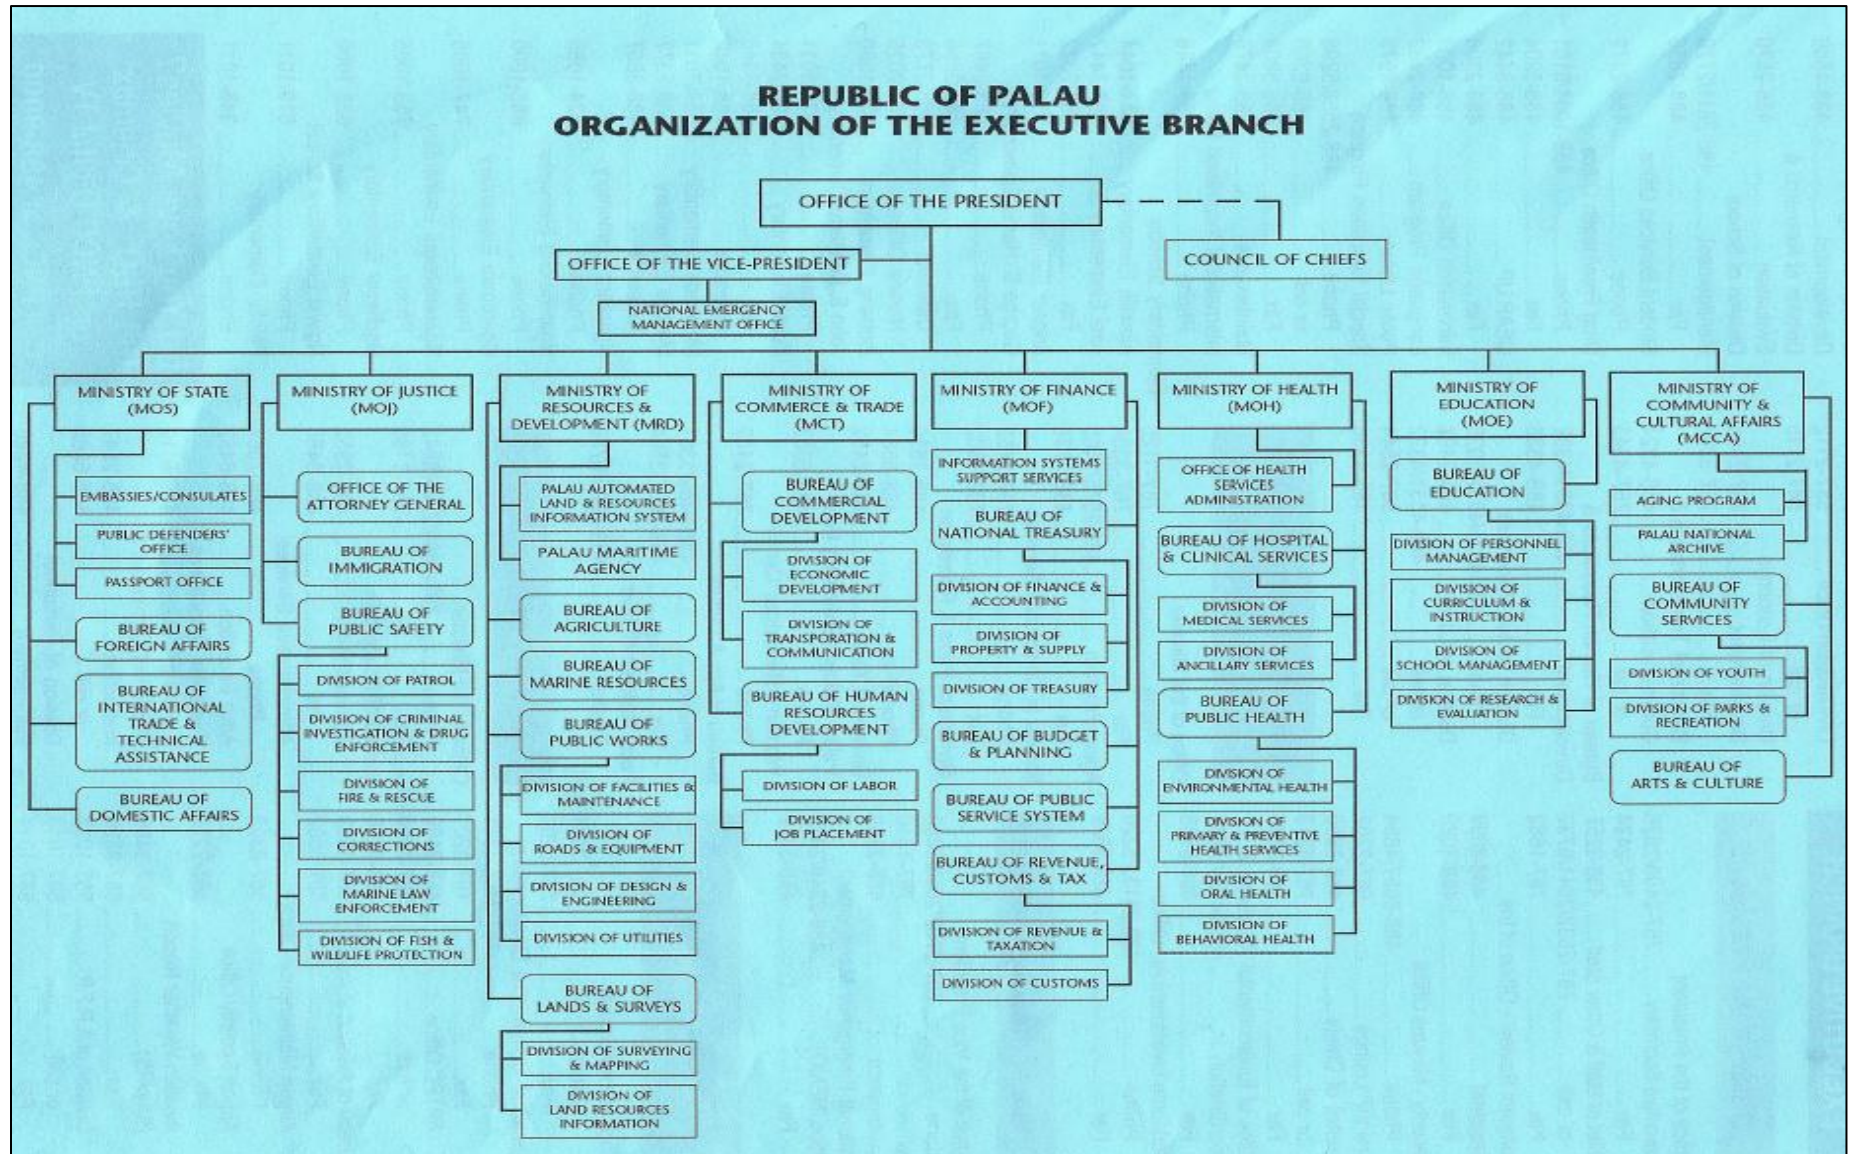 REPUBLIC OF PALAU
ORGANIZATION OF THE EXECUTIVE BRANCH
OFFICE OF THE PRESIDENT
OFFICE OF THE VICE-PRESIDENT
COUNCIL OF CHIEFS
NATIONAL EMERGENCY
MANAGEMENT OFFICE
MINISTRY OF STATE
(MOS)
EMBASSIES/CONSULATES
PUBLIC DEFENDERS'
OFFICE
PASSPORT OFFICE
BUREAU OF
FOREIGN AFFAIRS
BUREAU OF
INTERNATIONAL
TRADE &
TECHNICAL
ASSISTANCE
BUREAU OF
DOMESTIC AFFAIRS
MINISTRY OF JUSTICE
(MOJ)
OFFICE OF THE
ATTORNEY GENERAL
BUREAU OF
IMMIGRATION
BUREAU OF
PUBLIC SAFETY
DIVISION OF PATROL
DIVISION OF CRIMINAL
INVESTIGATION & DRUG
ENFORCEMENT
DIVISION OF
FIRE & RESCUE
DIVISION OF
CORRECTIONS
DIVISION OF
MARINE LAW
ENFORCEMENT
DIVISION OF FISH &
WILDLIFE PROTECTION
MINISTRY OF
RESOURCES &
DEVELOPMENT (MRD)
PALAU AUTOMATED
LAND & RESOURCES
INFORMATION SYSTEM
PALAU MARITIME
AGENCY
BUREAU OF
AGRICULTURE
BUREAU OF
MARINE RESOURCES
BUREAU OF
PUBLIC WORKS
DIVISION OF FACILITIES &
MAINTENANCE
DIVISION OF
ROADS & EQUIPMENT
DIVISION OF DESIGN &
ENGINEERING
DIVISION OF UTILITIES
BUREAU OF
LANDS & SURVEYS
DIVISION OF SURVEYING
& MAPPING
DIVISION OF
LAND RESOURCES
INFORMATION
MINISTRY OF
COMMERCE & TRADE
(MCT)
BUREAU OF
COMMERCIAL
DEVELOPMENT
DIVISION OF
ECONOMIC
DEVELOPMENT
DIVISION OF
TRANSPORATION &
COMMUNICATION
BUREAU OF HUMAN
RESOURCES
DEVELOPMENT
DIVISION OF LABOR
DIVISION OF
JOB PLACEMENT
MINISTRY OF FINANCE
(MOF)
INFORMATION SYSTEMS
SUPPORT SERVICES
BUREAU OF
NATIONAL TREASURY
DIVISION OF FINANCE &
ACCOUNTING
DIVISION OF
PROPERTY & SUPPLY
DIVISION OF TREASURY
BUREAU OF BUDGET
& PLANNING
BUREAU OF PUBLIC
SERVICE SYSTEM
BUREAU OF REVENUE,
CUSTOMS & TAX
DIVISION OF REVENUE &
TAXATION
DIVISION OF CUSTOMS
MINISTRY OF HEALTH
(MOH)
OFFICE OF HEALTH
SERVICES
ADMINISTRATION
BUREAU OF HOSPITAL
& CLINICAL SERVICES
DIVISION OF
MEDICAL SERVICES
DIVISION OF
ANCILLARY SERVICES
BUREAU OF
PUBLIC HEALTH
DIVISION OF
ENVIRONMENTAL HEALTH
DIVISION OF
PRIMARY & PREVENTIVE
HEALTH SERVICES
DIVISION OF
ORAL HEALTH
DIVISION OF
BEHAVIORAL HEALTH
MINISTRY OF
EDUCATION
(MOE)
BUREAU OF
EDUCATION
DIVISION OF PERSONNEL
MANAGEMENT
DIVISION OF
CURRICULUM &
INSTRUCTION
DIVISION OF
SCHOOL MANAGEMENT
DIVISION OF RESEARCH &
EVALUATION
MINISTRY OF
COMMUNITY &
CULTURAL AFFAIRS
(MCCA)
AGING PROGRAM
PALAU NATIONAL
ARCHIVE
BUREAU OF
COMMUNITY
SERVICES
DIVISION OF YOUTH
DIVISION OF PARKS &
RECREATION
BUREAU OF
ARTS & CULTURE